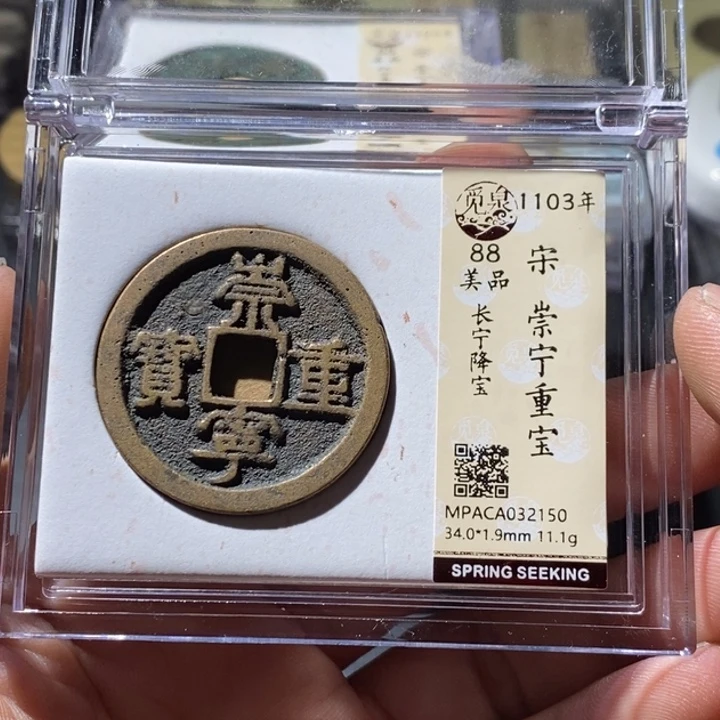 崇
重
寶
寧
觅泉
1103年
88
美品
长宁降宝
宋 崇宁重宝
MPACA032150
34.0*1.9mm 11.1g
SPRING SEEKING